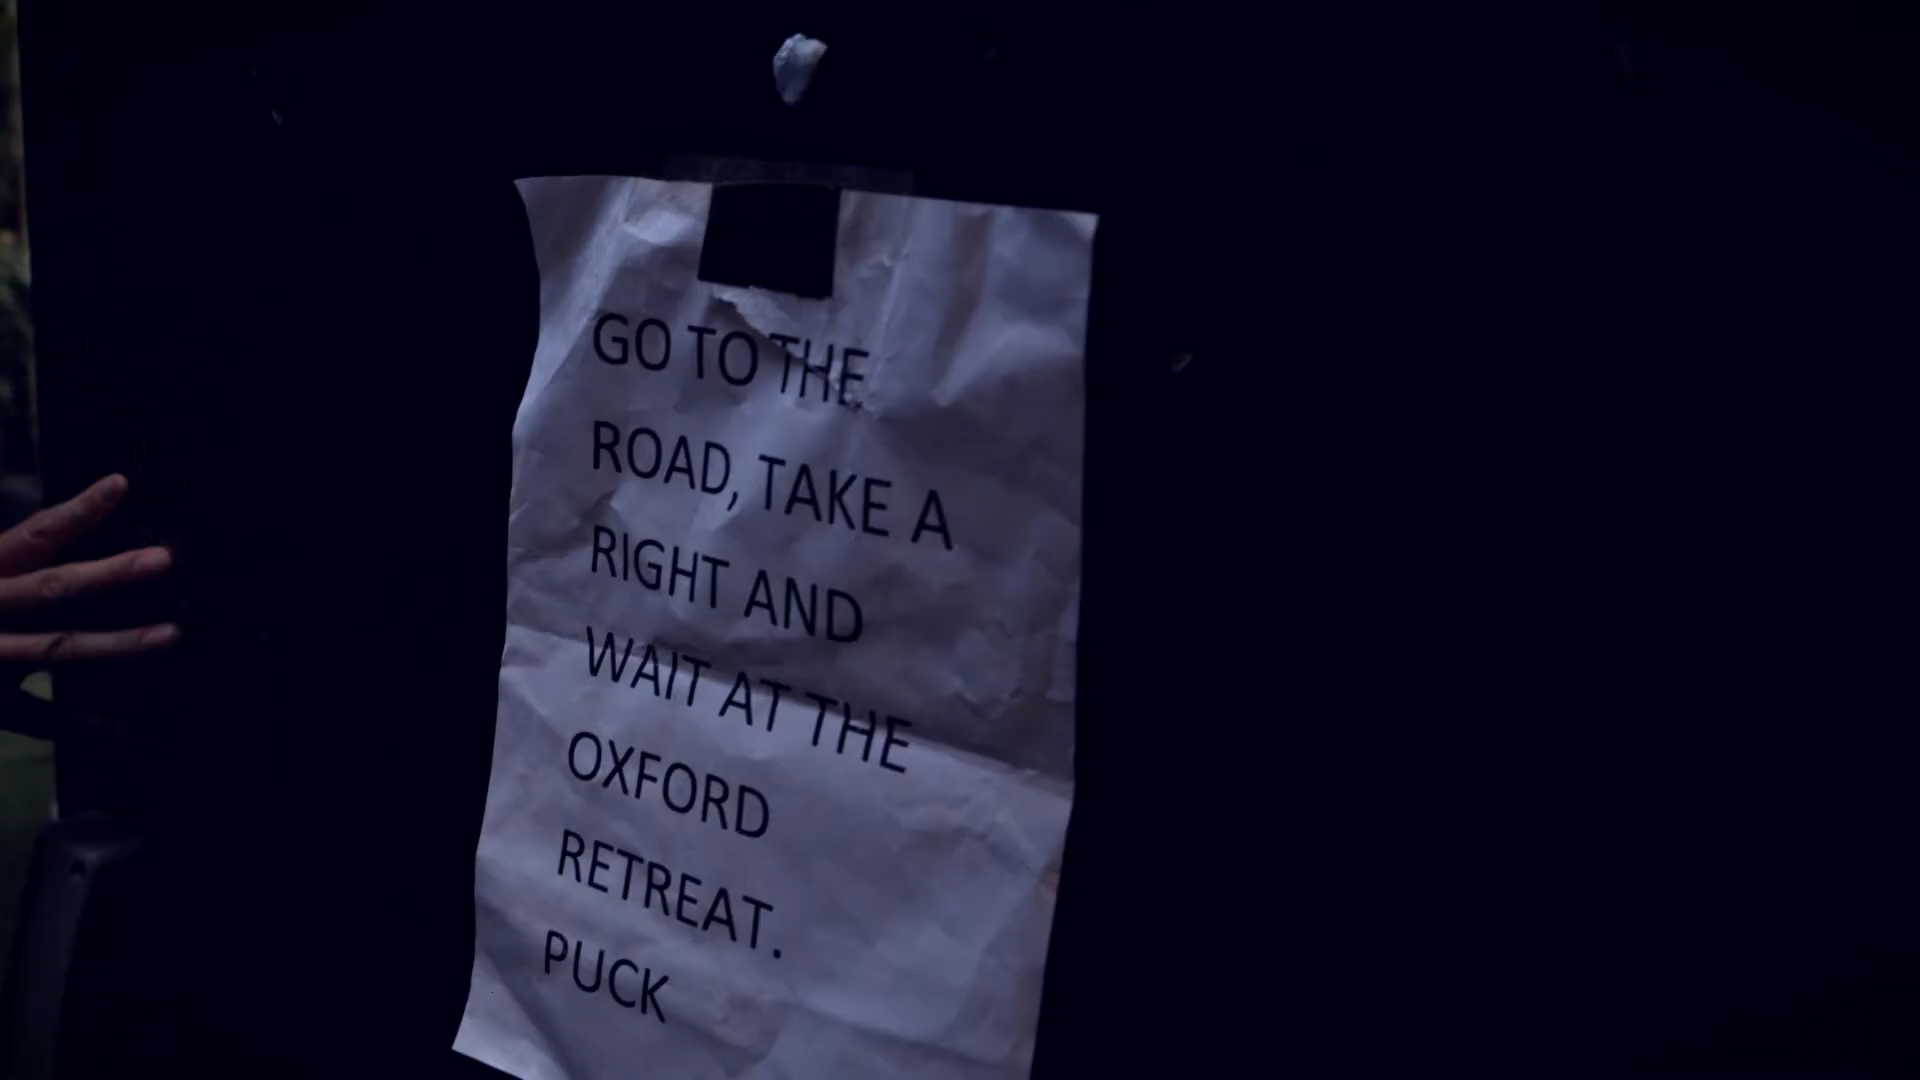 GO TO THE
ROAD, TAKE A
RIGHT AND
WAIT AT THE
OXFORD
RETREAT.
PUCK